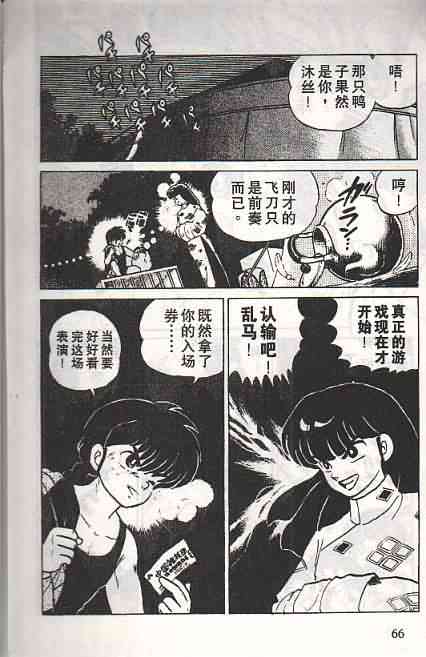 唔！
那只鸭
子果然
是你，
沐丝！
哼！
ガラン…
刚才的
飞刀只
是前奏
而已。
真正的游
戏现在才
开始！
认输吧！
乱马！
既然拿了
你的入场
券……
当然要
好好看
完这场
表演！
66